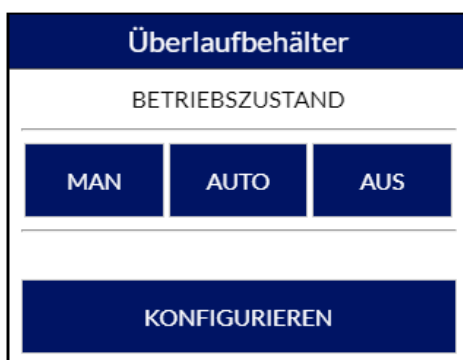 Überlaufbehälter
BETRIEBSZUSTAND
MAN AUTO AUS
KONFIGURIEREN